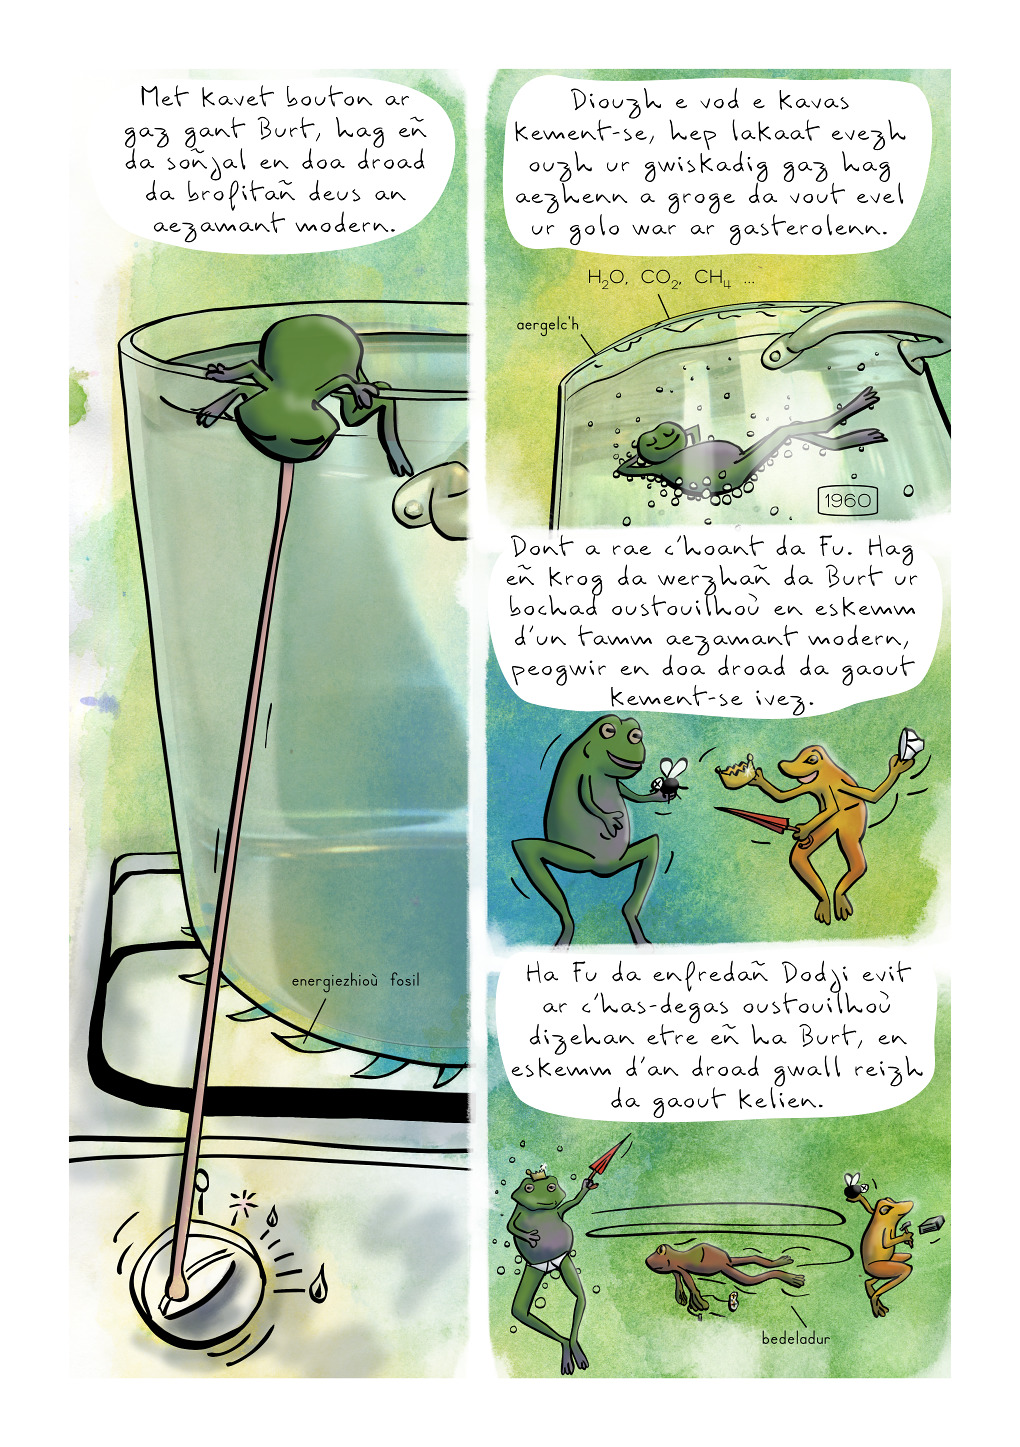 Met kavet bouton ar
gaz gant Burt, hag eñ
da soñjal en doa droad
da brofitañ deus an
aezamant modern.
energiezhioù fosil
Diouzh e vod e kavas
kement-se, hep lakaat evezh
ouzh ur gwiskadig gaz hag
aezhenn a groge da vout evel
ur golo war ar gasterolenn.
H₂O, CO₂, CH₄ ...
aergelc'h
1960
Dont a rae c'hoant da Fu. Hag
eñ krog da werzhañ da Burt ur
bochad oustouilhoù en eskemm
d'un tamm aezamant modern,
peogwir en doa droad da gaout
kement-se ivez.
Ha Fu da enfredañ Dodji evit
ar c'has-degas oustouilhoù
dizehan etre eñ ha Burt, en
eskemm d'an droad gwall reizh
da gaout kelien.
bedeladur